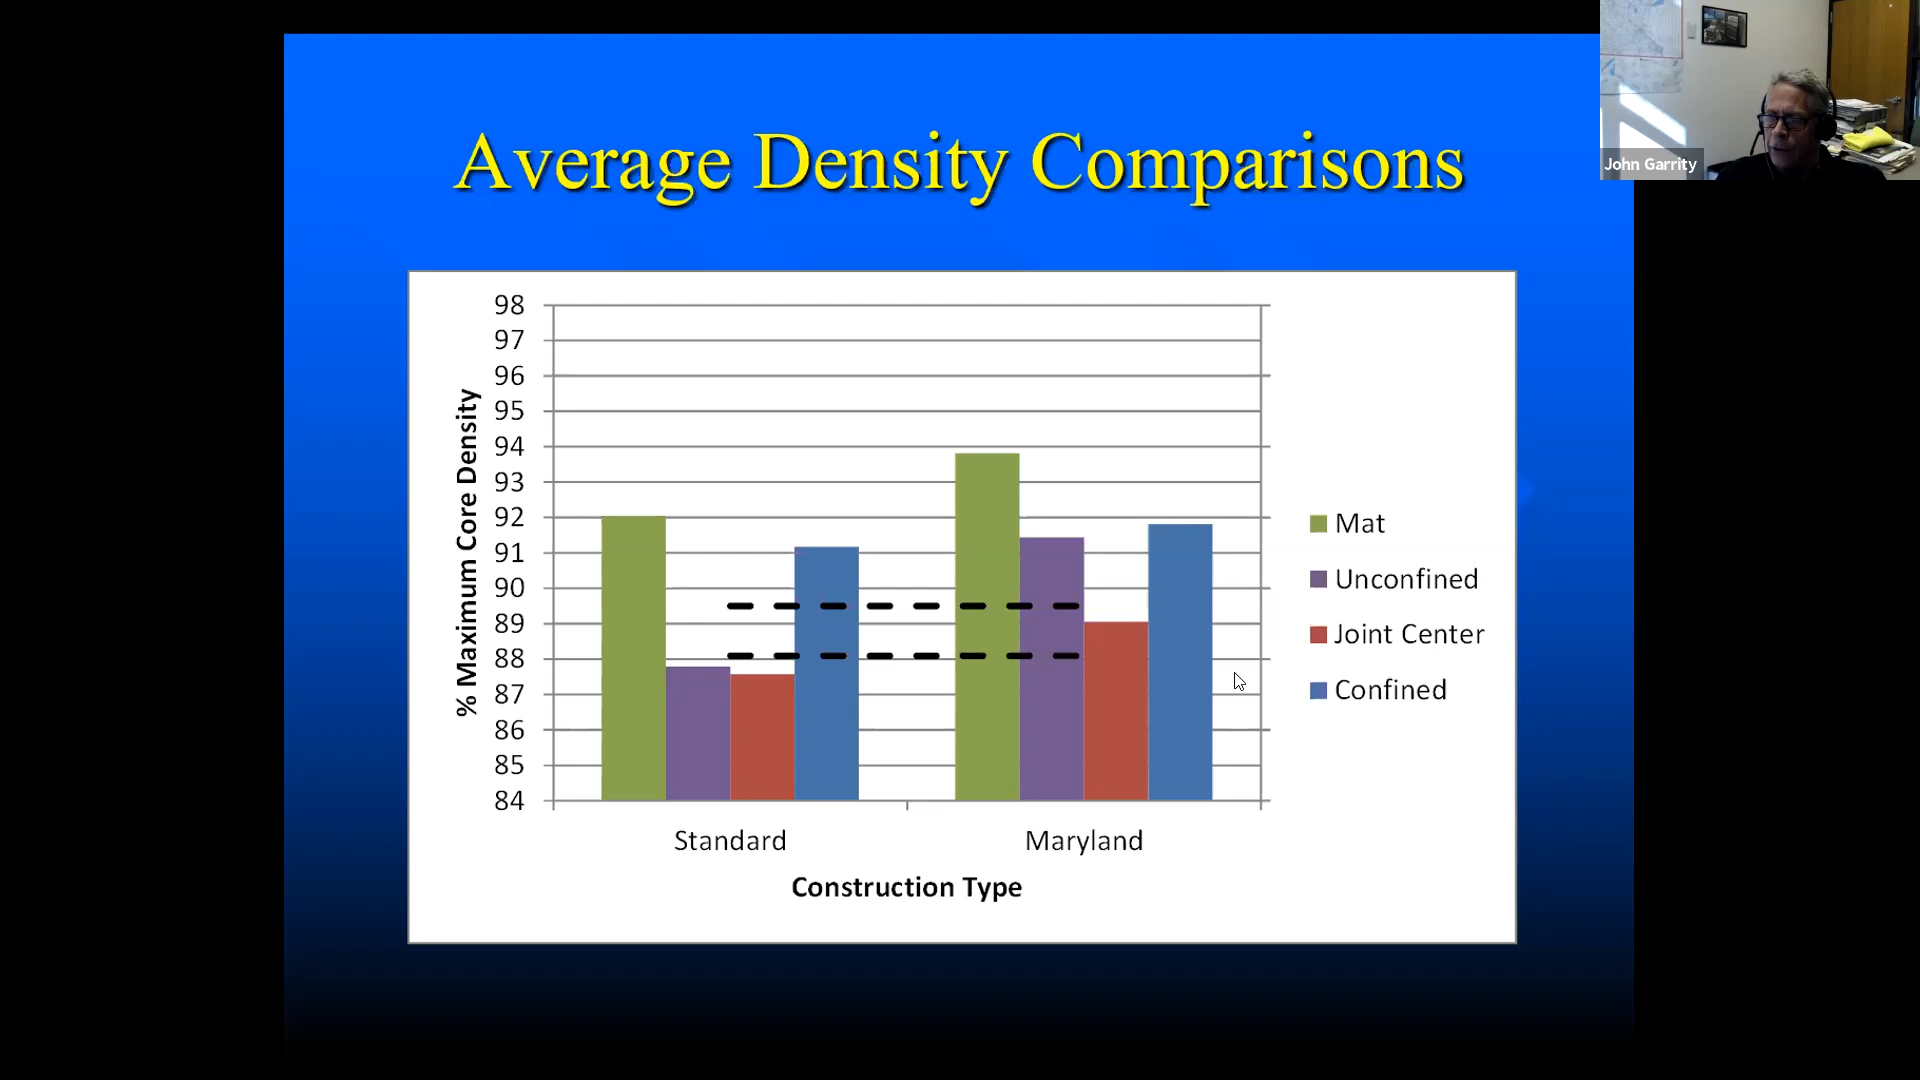 John Garrity
Average Density Comparisons
98
97
96
95
94
93
92
91
90
89
88
87
86
85
84
% Maximum Core Density
Standard
Maryland
Construction Type
Mat
Unconfined
Joint Center
Confined